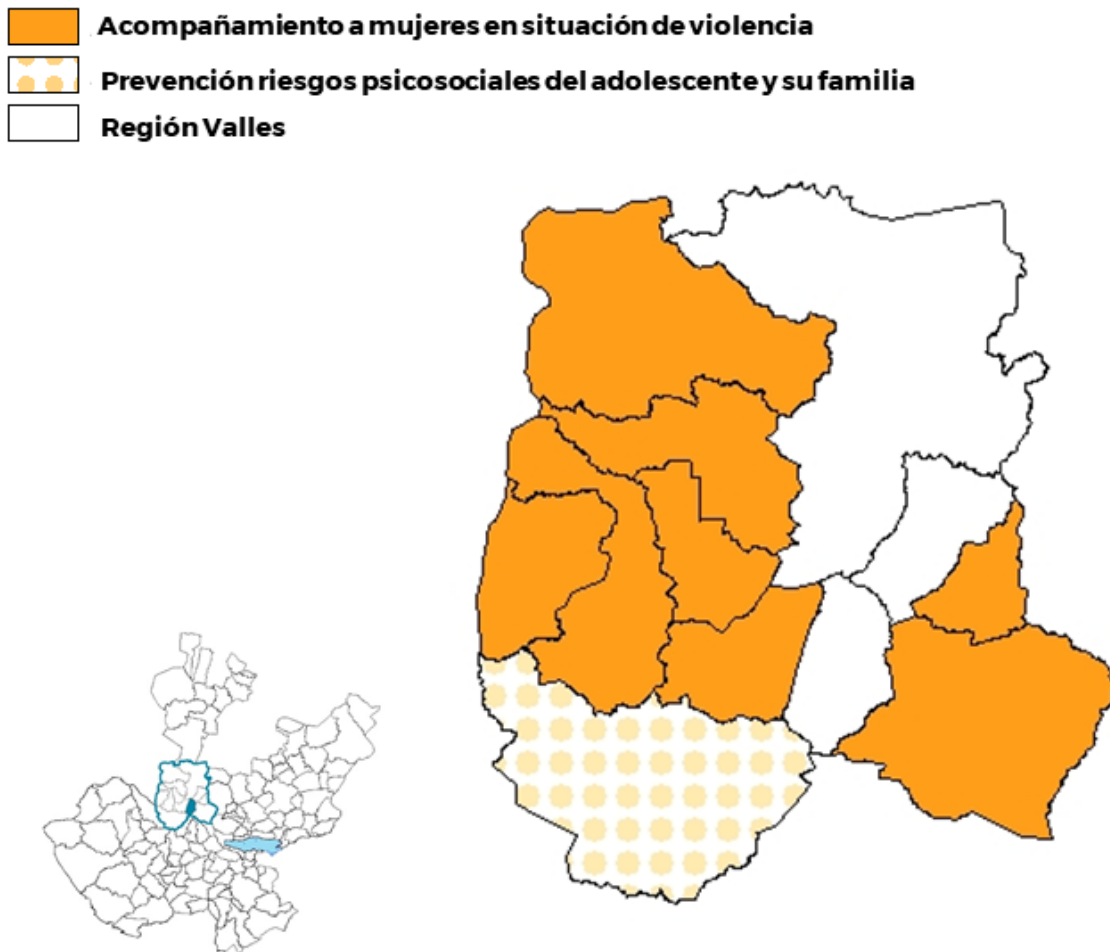 Acompañamiento a mujeres en situación de violencia
Prevención riesgos psicosociales del adolescente y su familia
Región Valles